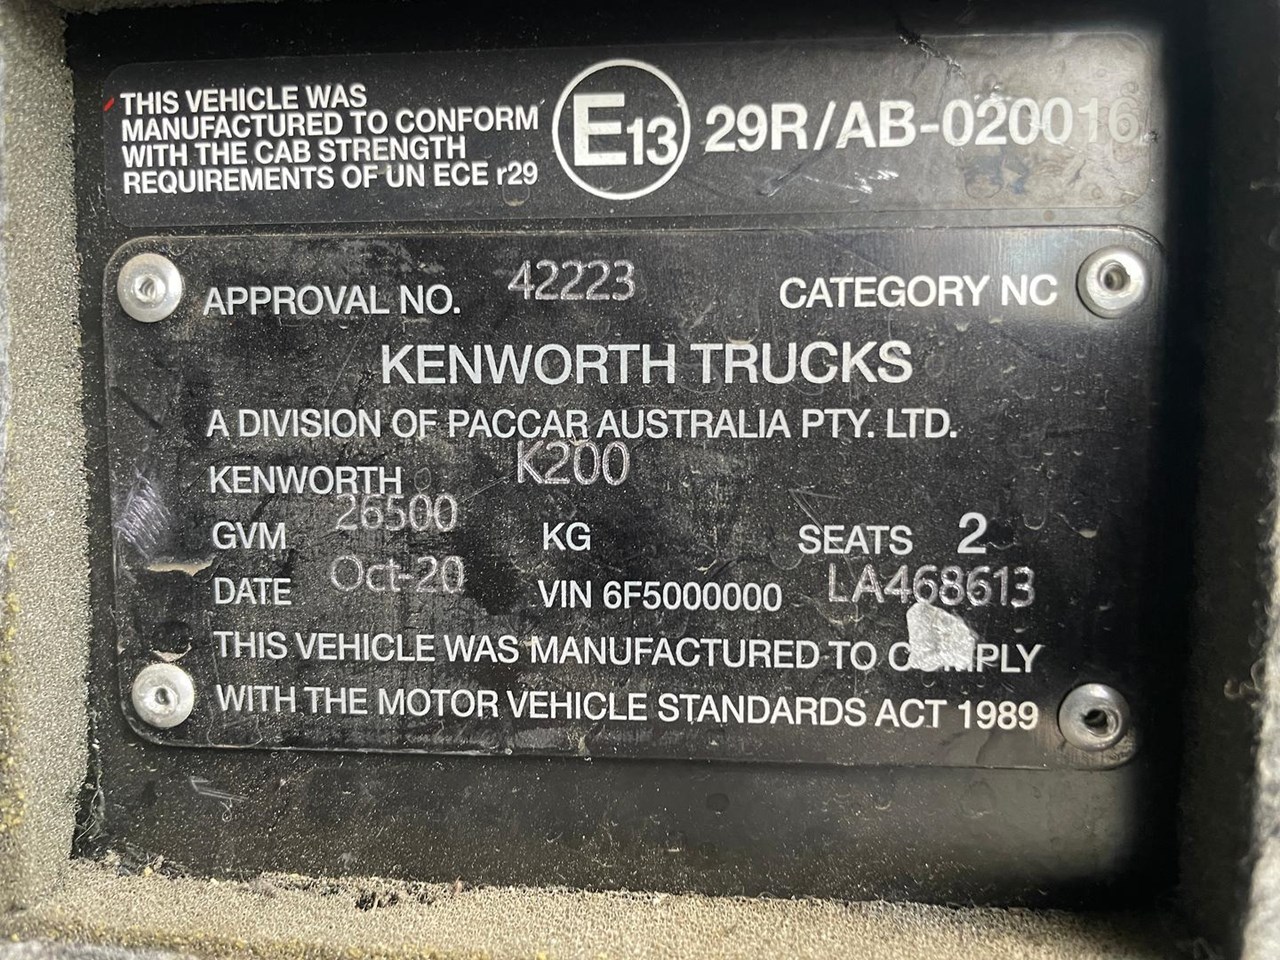 THIS VEHICLE WAS
MANUFACTURED TO CONFORM
WITH THE CAB STRENGTH
REQUIREMENTS OF UN ECE r29
E13 29R/AB-020016
APPROVAL NO. 42223 CATEGORY NC
KENWORTH TRUCKS
A DIVISION OF PACCAR AUSTRALIA PTY. LTD.
KENWORTH K200
GVM 26500 KG SEATS 2
DATE Oct-20 VIN 6F5000000 LA468613
THIS VEHICLE WAS MANUFACTURED TO COMPLY
WITH THE MOTOR VEHICLE STANDARDS ACT 1989